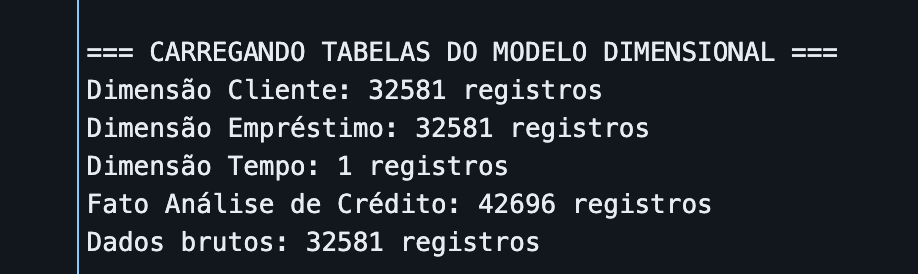 === CARREGANDO TABELAS DO MODELO DIMENSIONAL ===
Dimensão Cliente: 32581 registros
Dimensão Empréstimo: 32581 registros
Dimensão Tempo: 1 registros
Fato Análise de Crédito: 42696 registros
Dados brutos: 32581 registros